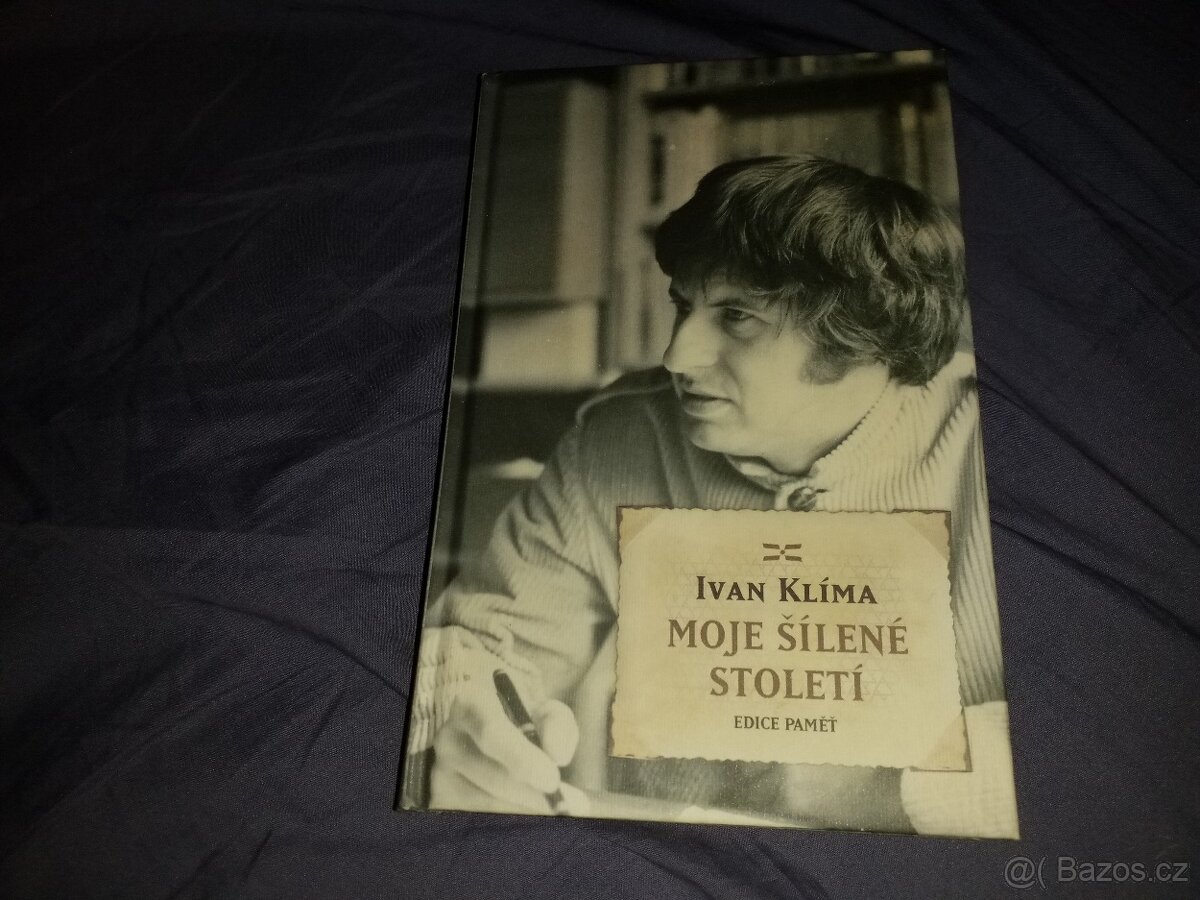 Ivan Klíma
MOJE ŠÍLENÉ
STOLETÍ
EDICE PAMĚŤ
@( Bazos.cz